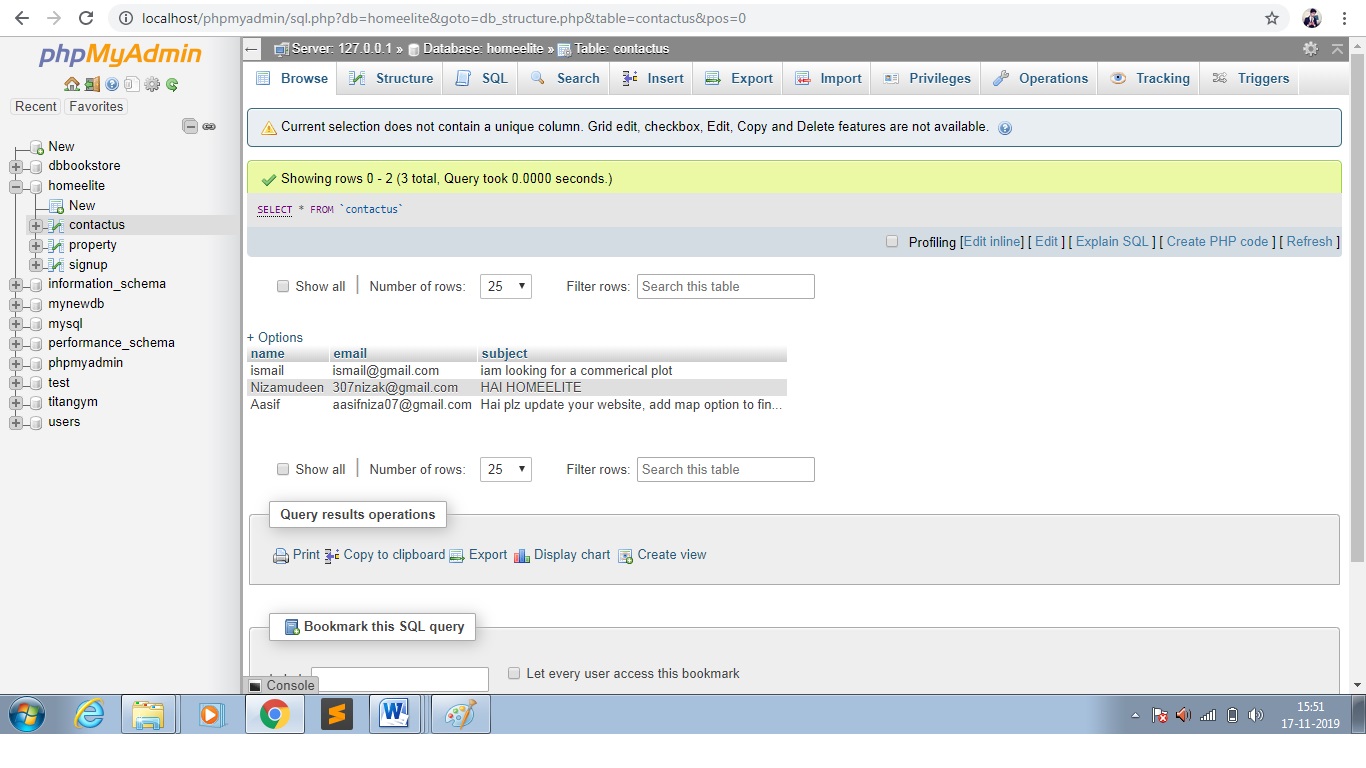 localhost/phpmyadmin/sql.php?db=homeelite&goto=db_structure.php&table=contactus&pos=0
phpMyAdmin
Recent Favorites
New
dbbookstore
homeelite
New
contactus
property
signup
information_schema
mynewdb
mysql
performance_schema
phpmyadmin
test
titangym
users
Server: 127.0.0.1 » Database: homeelite » Table: contactus
Browse Structure SQL Search Insert Export Import Privileges Operations Tracking Triggers
Current selection does not contain a unique column. Grid edit, checkbox, Edit, Copy and Delete features are not available.
Showing rows 0 - 2 (3 total, Query took 0.0000 seconds.)
SELECT * FROM `contactus`
Profiling [Edit inline] [ Edit ] [ Explain SQL ] [ Create PHP code ] [ Refresh ]
Show all | Number of rows: 25 Filter rows: Search this table
+ Options
name email subject
ismail ismail@gmail.com iam looking for a commerical plot
Nizamudeen 307nizak@gmail.com HAI HOMEELITE
Aasif aasifniza07@gmail.com Hai plz update your website, add map option to fin...
Show all | Number of rows: 25 Filter rows: Search this table
Query results operations
Print Copy to clipboard Export Display chart Create view
Bookmark this SQL query
Let every user access this bookmark
Console
15:51
17-11-2019